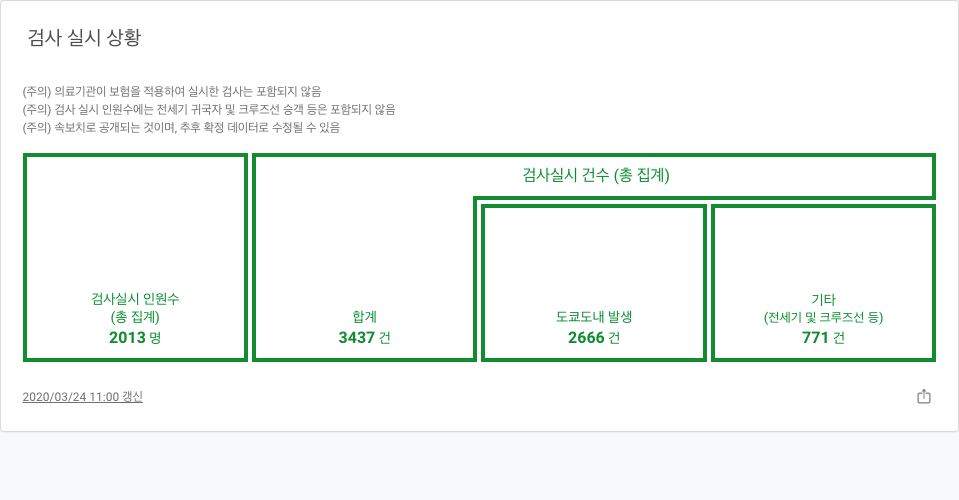 검사 실시 상황
(주의) 의료기관이 보험을 적용하여 실시한 검사는 포함되지 않음
(주의) 검사 실시 인원수에는 전세기 귀국자 및 크루즈선 승객 등은 포함되지 않음
(주의) 속보치로 공개되는 것이며, 추후 확정 데이터로 수정될 수 있음
검사실시 건수 (총 집계)
검사실시 인원수
(총 집계)
2013 명
합계
3437 건
도쿄도내 발생
2666 건
기타
(전세기 및 크루즈선 등)
771 건
2020/03/24 11:00 갱신